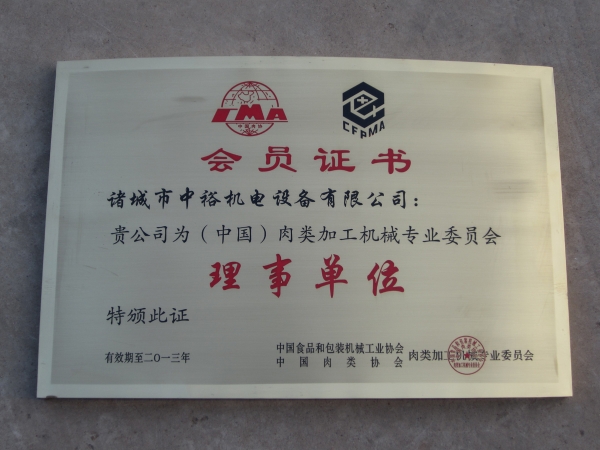 CMA
中国肉协
CFPMA
会员证书
诸城市中裕机电设备有限公司：
贵公司为（中国）肉类加工机械专业委员会
理事单位
特颁此证
有效期至二〇一三年
中国食品和包装机械工业协会
中国肉类协会
肉类加工机械专业委员会